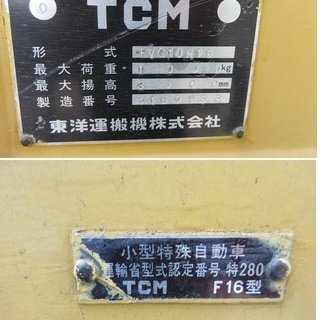 TCM
形式
最大荷重 kg
最大揚高 mm
製造番号
東洋運搬機株式会社
小型特殊自動車
運輸省型式認定番号 特280
TCM F16型